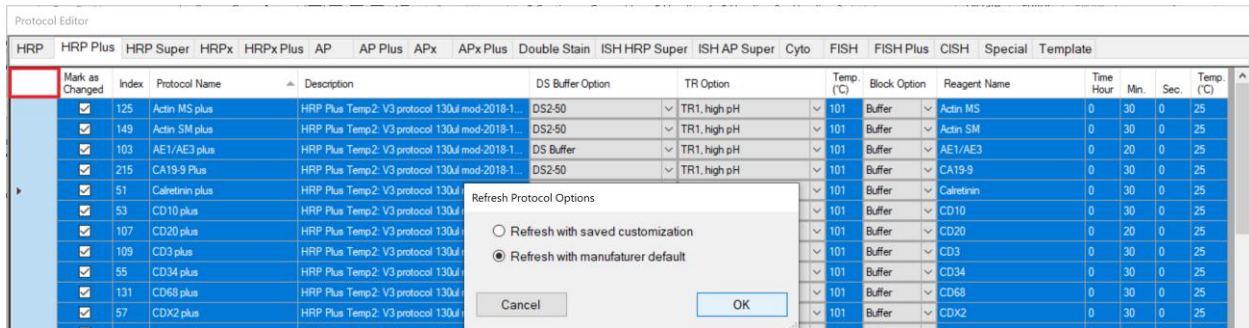 Protocol Editor
HRP HRP Plus HRP Super HRPx HRPx Plus AP AP Plus APx APx Plus Double Stain ISH HRP Super ISH AP Super Cyto FISH FISH Plus CISH Special Template
Mark as Changed Index Protocol Name Description DS Buffer Option TR Option Temp. (°C) Block Option Reagent Name Time Hour Min. Sec. Temp. (°C)
125 Actin MS plus HRP Plus Temp2: V3 protocol 130ul mod-2018-1... DS2-50 TR1, high pH 101 Buffer Actin MS 0 30 0 25
149 Actin SM plus HRP Plus Temp2: V3 protocol 130ul mod-2018-1... DS2-50 TR1, high pH 101 Buffer Actin SM 0 30 0 25
103 AE1/AE3 plus HRP Plus Temp2: V3 protocol 130ul mod-2018-1... DS Buffer TR1, high pH 101 Buffer AE1/AE3 0 20 0 25
215 CA19-9 Plus HRP Plus Temp2: V3 protocol 130ul mod-2018-1... DS2-50 TR1, high pH 101 Buffer CA19-9 0 30 0 25
51 Calretinin plus HRP Plus Temp2: V3 protocol 130ul 101 Buffer Calretinin 0 30 0 25
53 CD10 plus HRP Plus Temp2: V3 protocol 130ul 101 Buffer CD10 0 30 0 25
107 CD20 plus HRP Plus Temp2: V3 protocol 130ul 101 Buffer CD20 0 20 0 25
109 CD3 plus HRP Plus Temp2: V3 protocol 130ul 101 Buffer CD3 0 30 0 25
55 CD34 plus HRP Plus Temp2: V3 protocol 130ul 101 Buffer CD34 0 30 0 25
131 CD68 plus HRP Plus Temp2: V3 protocol 130ul 101 Buffer CD68 0 30 0 25
57 CDX2 plus HRP Plus Temp2: V3 protocol 130ul 101 Buffer CDX2 0 30 0 25
Refresh Protocol Options
Refresh with saved customization
Refresh with manufaturer default
Cancel OK